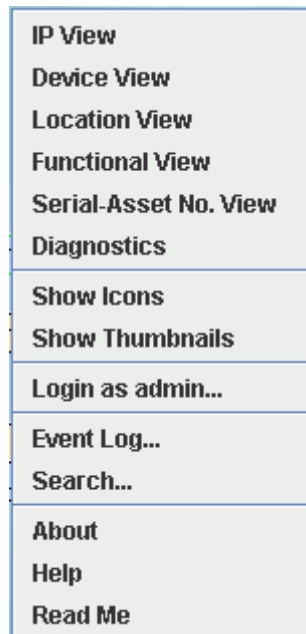 IP View
Device View
Location View
Functional View
Serial-Asset No. View
Diagnostics
Show Icons
Show Thumbnails
Login as admin...
Event Log...
Search...
About
Help
Read Me